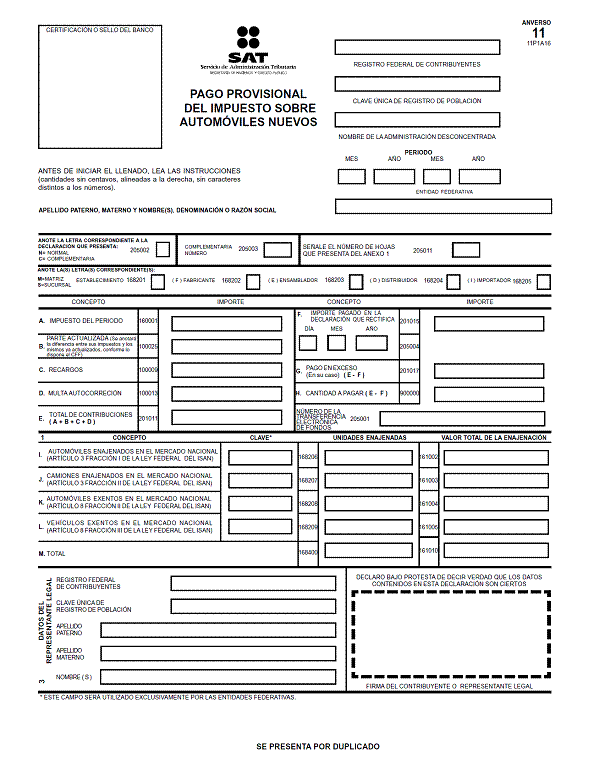 CERTIFICACIÓN O SELLO DEL BANCO
ANVERSO
11
11P1A16
SAT
Servicio de Administración Tributaria
SECRETARÍA DE HACIENDA Y CRÉDITO PÚBLICO
PAGO PROVISIONAL
DEL IMPUESTO SOBRE
AUTOMÓVILES NUEVOS
REGISTRO FEDERAL DE CONTRIBUYENTES
CLAVE ÚNICA DE REGISTRO DE POBLACIÓN
NOMBRE DE LA ADMINISTRACIÓN DESCONCENTRADA
PERIODO
MES AÑO MES AÑO
ENTIDAD FEDERATIVA
ANTES DE INICIAR EL LLENADO, LEA LAS INSTRUCCIONES
(cantidades sin centavos, alineadas a la derecha, sin caracteres
distintos a los números).
APELLIDO PATERNO, MATERNO Y NOMBRE(S), DENOMINACIÓN O RAZÓN SOCIAL
ANOTE LA LETRA CORRESPONDIENTE A LA
DECLARACIÓN QUE PRESENTA:
N= NORMAL
C= COMPLEMENTARIA
205002
COMPLEMENTARIA
NÚMERO
205003
SEÑALE EL NÚMERO DE HOJAS
QUE PRESENTA DEL ANEXO 1
205011
ANOTE LA(S) LETRA(S) CORRESPONDIENTE(S):
M=MATRIZ
S=SUCURSAL
ESTABLECIMIENTO 168201 ( F ) FABRICANTE 168202 ( E ) ENSAMBLADOR 168203 ( D ) DISTRIBUIDOR 168204 ( I ) IMPORTADOR 168205
CONCEPTO IMPORTE CONCEPTO IMPORTE
A. IMPUESTO DEL PERIODO 160001
B. PARTE ACTUALIZADA (Se anotará
la diferencia entre sus impuestos y los
mismos ya actualizados, conforme lo
dispone el CFF)
100025
C. RECARGOS 100009
D. MULTA AUTOCORRECIÓN 100013
E. TOTAL DE CONTRIBUCIONES
( A + B + C + D )
201011
F. IMPORTE PAGADO EN LA
DECLARACIÓN QUE RECTIFICA
201015
DÍA MES AÑO
205004
G. PAGO EN EXCESO
(En su caso) ( E - F )
201017
H. CANTIDAD A PAGAR ( E - F ) 900000
NÚMERO DE LA
TRANSFERENCIA
ELECTRÓNICA
DE FONDOS
205001
1 CONCEPTO CLAVE* UNIDADES ENAJENADAS VALOR TOTAL DE LA ENAJENACIÓN
I. AUTOMÓVILES ENAJENADOS EN EL MERCADO NACIONAL
(ARTÍCULO 3 FRACCIÓN I DE LA LEY FEDERAL DEL ISAN)
168206 161002
J. CAMIONES ENAJENADOS EN EL MERCADO NACIONAL
(ARTÍCULO 3 FRACCIÓN II DE LA LEY FEDERAL DEL ISAN)
168207 161003
K. AUTOMÓVILES EXENTOS EN EL MERCADO NACIONAL
(ARTÍCULO 8 FRACCIÓN II DE LA LEY FEDERAL DEL ISAN)
168208 161004
L. VEHÍCULOS EXENTOS EN EL MERCADO NACIONAL
(ARTÍCULO 8 FRACCIÓN III DE LA LEY FEDERAL DEL ISAN)
168209 161005
M. TOTAL 168400 161010
3
DATOS DEL
REPRESENTANTE LEGAL
REGISTRO FEDERAL
DE CONTRIBUYENTES
CLAVE ÚNICA DE
REGISTRO DE POBLACIÓN
APELLIDO
PATERNO
APELLIDO
MATERNO
NOMBRE ( S )
DECLARO BAJO PROTESTA DE DECIR VERDAD QUE LOS DATOS
CONTENIDOS EN ESTA DECLARACIÓN SON CIERTOS
FIRMA DEL CONTRIBUYENTE O REPRESENTANTE LEGAL
* ESTE CAMPO SERÁ UTILIZADO EXCLUSIVAMENTE POR LAS ENTIDADES FEDERATIVAS.
SE PRESENTA POR DUPLICADO